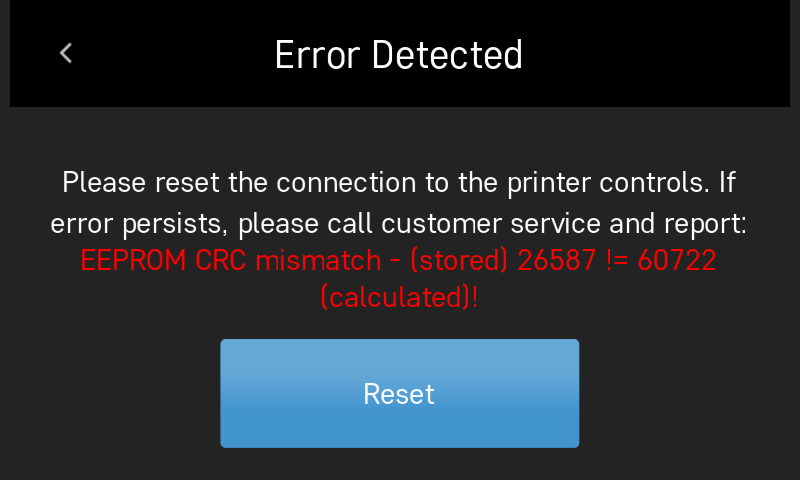 Error Detected
Please reset the connection to the printer controls. If
error persists, please call customer service and report:
EEPROM CRC mismatch - (stored) 26587 != 60722
(calculated)!
Reset